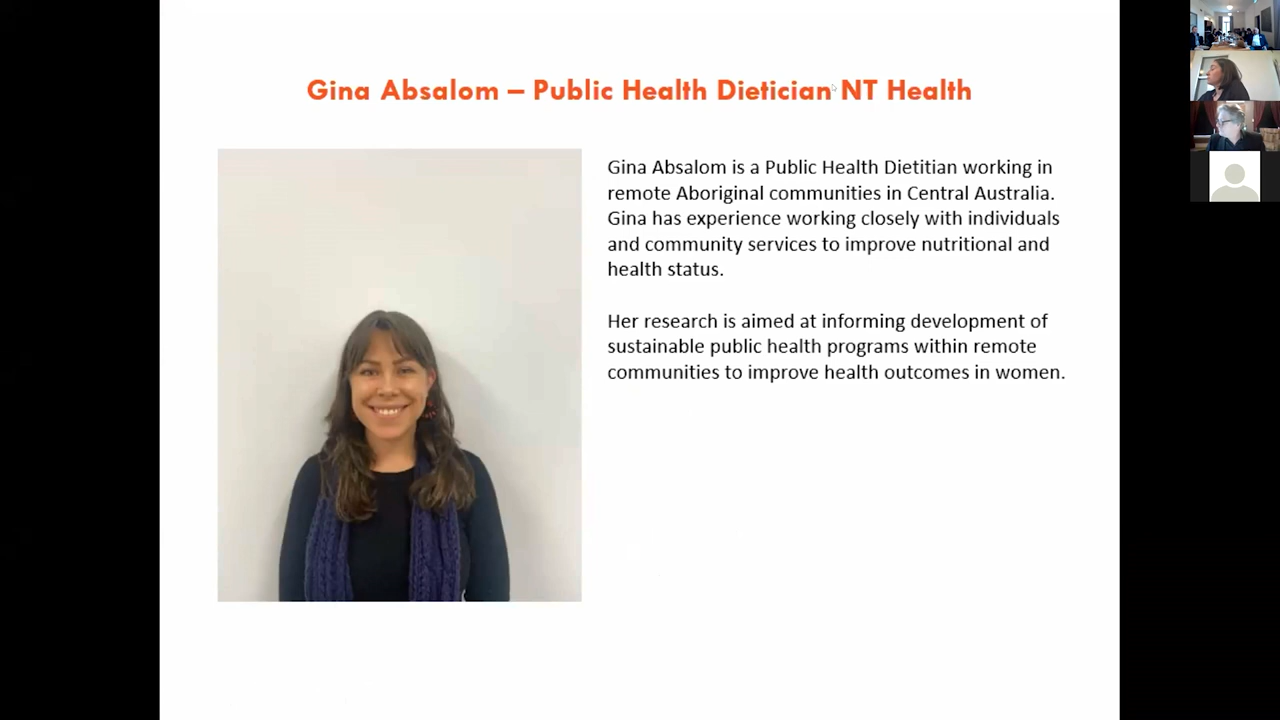 Gina Absalom – Public Health Dietician NT Health
Gina Absalom is a Public Health Dietitian working in
remote Aboriginal communities in Central Australia.
Gina has experience working closely with individuals
and community services to improve nutritional and
health status.
Her research is aimed at informing development of
sustainable public health programs within remote
communities to improve health outcomes in women.